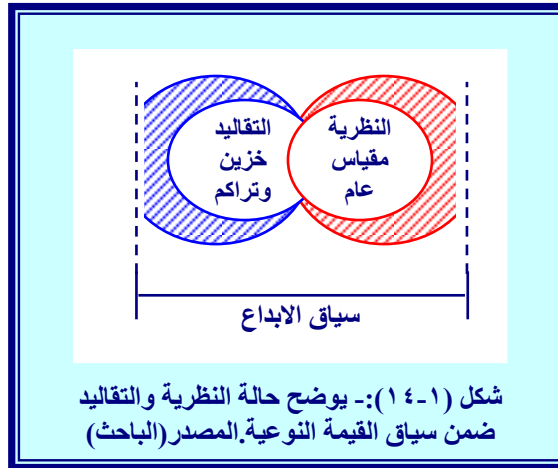 النظرية
مقياس
عام
التقاليد
خزين
وتراكم
سياق الابداع
شكل (١-١٤):- يوضح حالة النظرية والتقاليد
ضمن سياق القيمة النوعية.المصدر(الباحث)